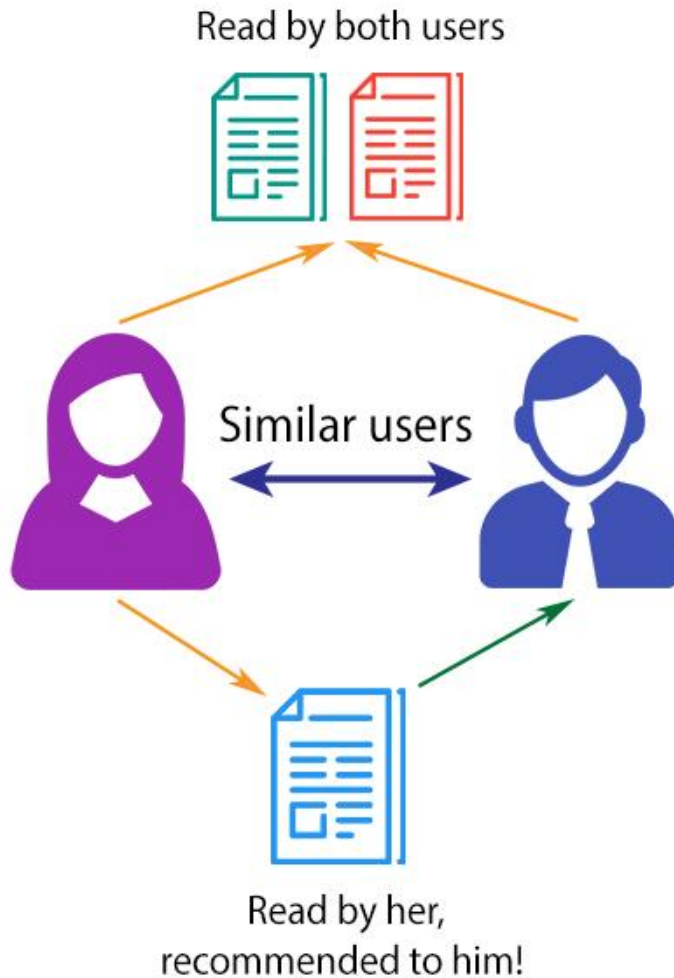 Read by both users
Similar users
Read by her,
recommended to him!